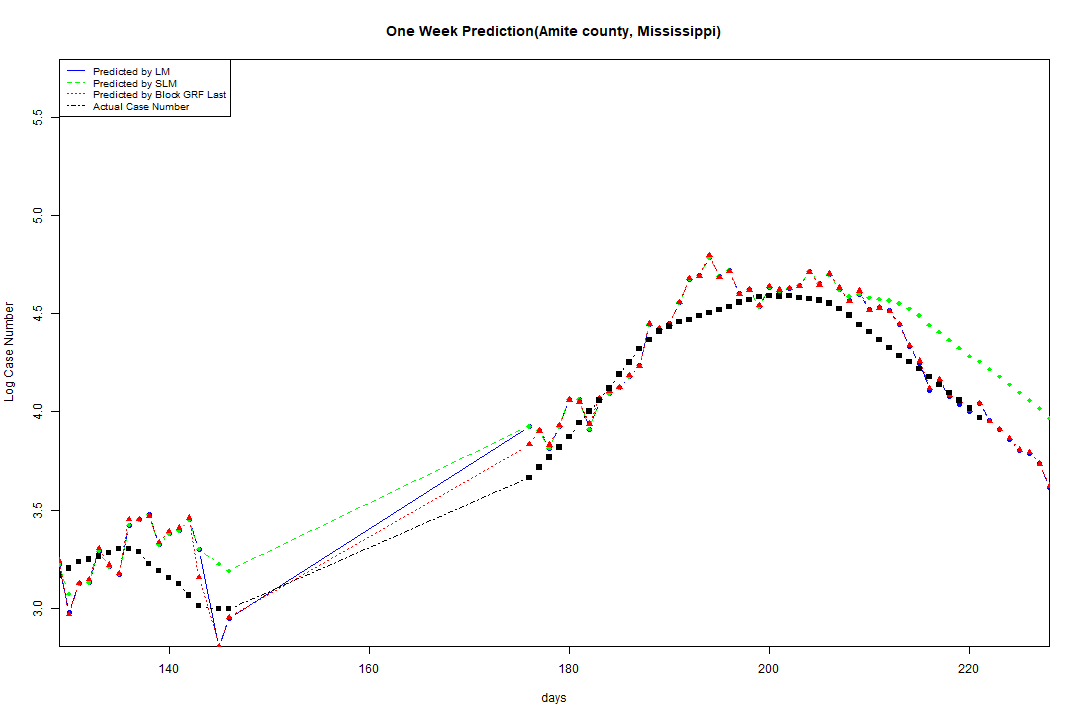 One Week Prediction(Amite county, Mississippi)
Predicted by LM
Predicted by SLM
Predicted by Block GRF Last
Actual Case Number
5.5
5.0
4.5
4.0
3.5
3.0
Log Case Number
140 160 180 200 220
days